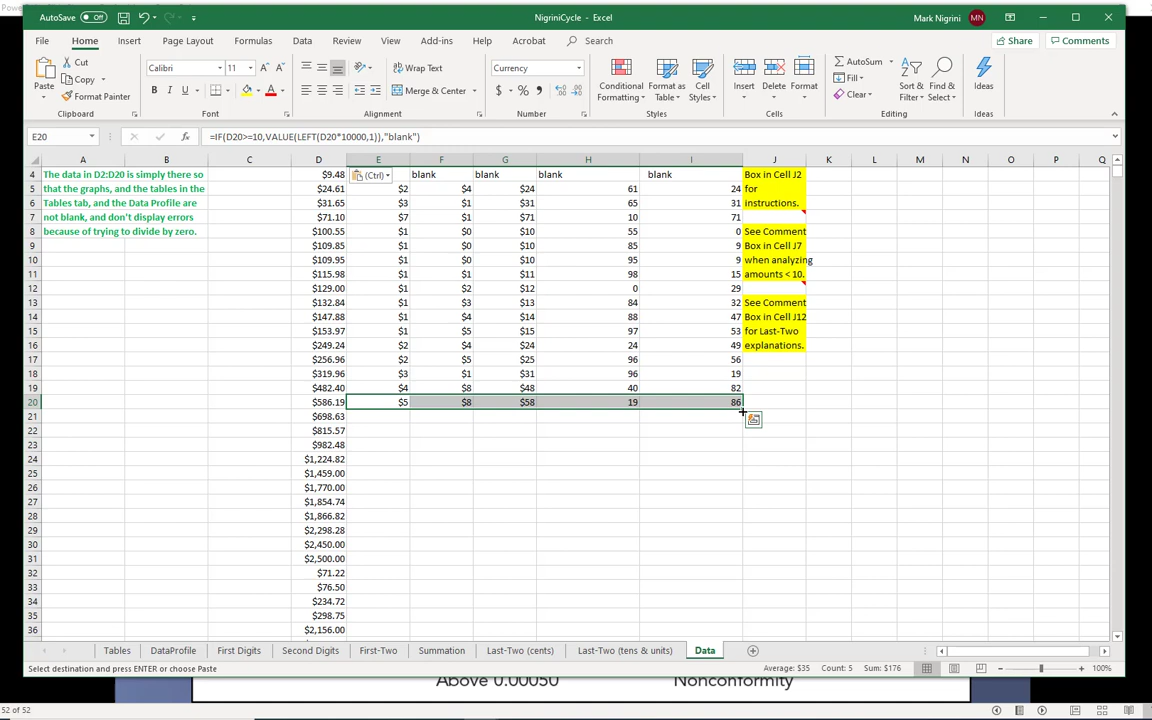 AutoSave Off NigriniCycle - Excel Mark Nigrini MN
File Home Insert Page Layout Formulas Data Review View Add-ins Help Acrobat Search Share Comments
Paste Cut Copy Format Painter Clipboard
Calibri 11 B I U A Font
Wrap Text Merge & Center Alignment
Currency $ % Number
Conditional Formatting Format as Table Cell Styles Styles
Insert Delete Format Cells
AutoSum Fill Clear Sort & Filter Find & Select Editing
Ideas Ideas
E20 fx =IF(D20>=10,VALUE(LEFT(D20*10000,1)),"blank")
A B C D E F G H I J K L M N O P Q
4 The data in D2:D20 is simply there so $9.48 (Ctrl) blank blank blank blank Box in Cell J2
5 that the graphs, and the tables in the $24.61 $2 $4 $24 61 24 for
6 Tables tab, and the Data Profile are $31.65 $3 $1 $31 65 31 instructions.
7 not blank, and don't display errors $71.10 $7 $1 $71 10 71
8 because of trying to divide by zero. $100.55 $1 $0 $10 55 0 See Comment
9 $109.85 $1 $0 $10 85 9 Box in Cell J7
10 $109.95 $1 $0 $10 95 9 when analyzing
11 $115.98 $1 $1 $11 98 15 amounts < 10.
12 $129.00 $1 $2 $12 0 29
13 $132.84 $1 $3 $13 84 32 See Comment
14 $147.88 $1 $4 $14 88 47 Box in Cell J12
15 $153.97 $1 $5 $15 97 53 for Last-Two
16 $249.24 $2 $4 $24 24 49 explanations.
17 $256.96 $2 $5 $25 96 56
18 $319.96 $3 $1 $31 96 19
19 $482.40 $4 $8 $48 40 82
20 $586.19 $5 $8 $58 19 86
21 $698.63
22 $815.57
23 $982.48
24 $1,224.82
25 $1,459.00
26 $1,770.00
27 $1,854.74
28 $1,866.82
29 $2,298.28
30 $2,450.00
31 $2,500.00
32 $71.22
33 $76.50
34 $234.72
35 $298.75
36 $2,156.00
Tables DataProfile First Digits Second Digits First-Two Summation Last-Two (cents) Last-Two (tens & units) Data
Select destination and press ENTER or choose Paste Average: $35 Count: 5 Sum: $176 100%
Above 0.00050 Nonconformity
52 of 52